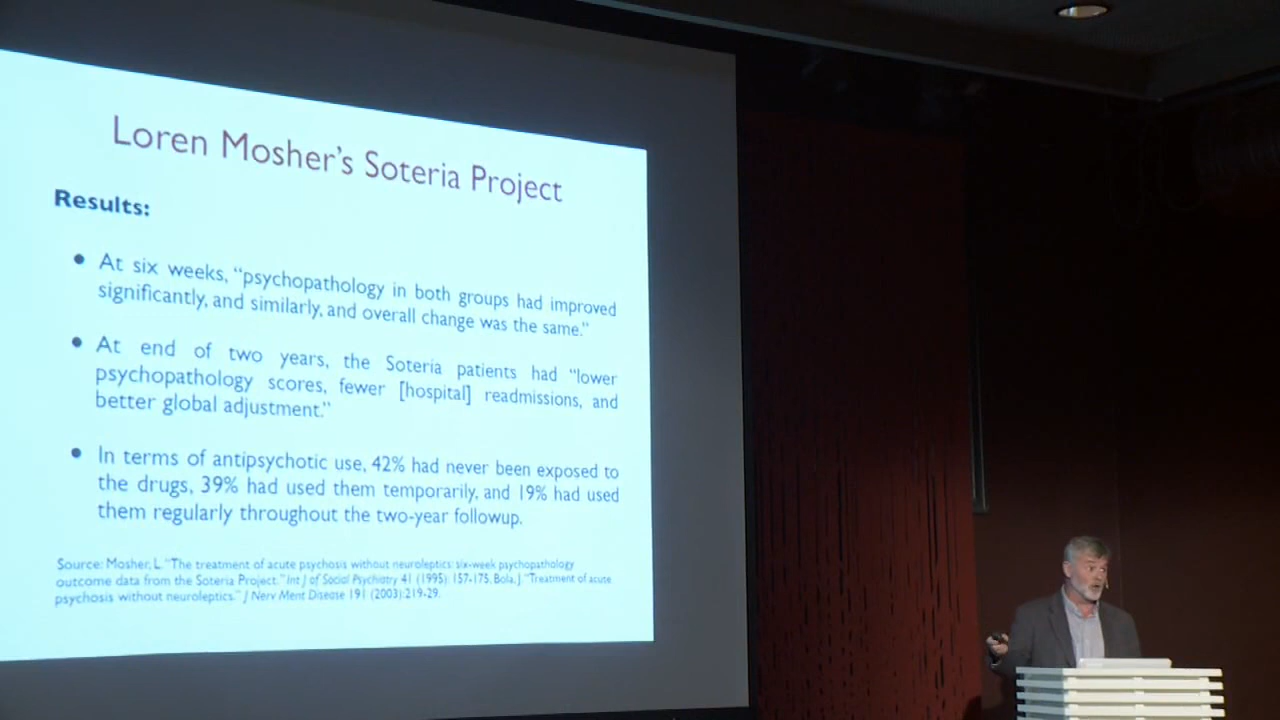 Loren Mosher's Soteria Project
Results:
• At six weeks, “psychopathology in both groups had improved
significantly, and similarly, and overall change was the same.”
• At end of two years, the Soteria patients had “lower
psychopathology scores, fewer [hospital] readmissions, and
better global adjustment.”
• In terms of antipsychotic use, 42% had never been exposed to
the drugs, 39% had used them temporarily, and 19% had used
them regularly throughout the two-year followup.
Source: Mosher, L. “The treatment of acute psychosis without neuroleptics: six-week psychopathology
outcome data from the Soteria Project.” Int J of Social Psychiatry 41 (1995): 157-175. Bola, J. “Treatment of acute
psychosis without neuroleptics.” J Nerv Ment Disease 191 (2003):219-29.